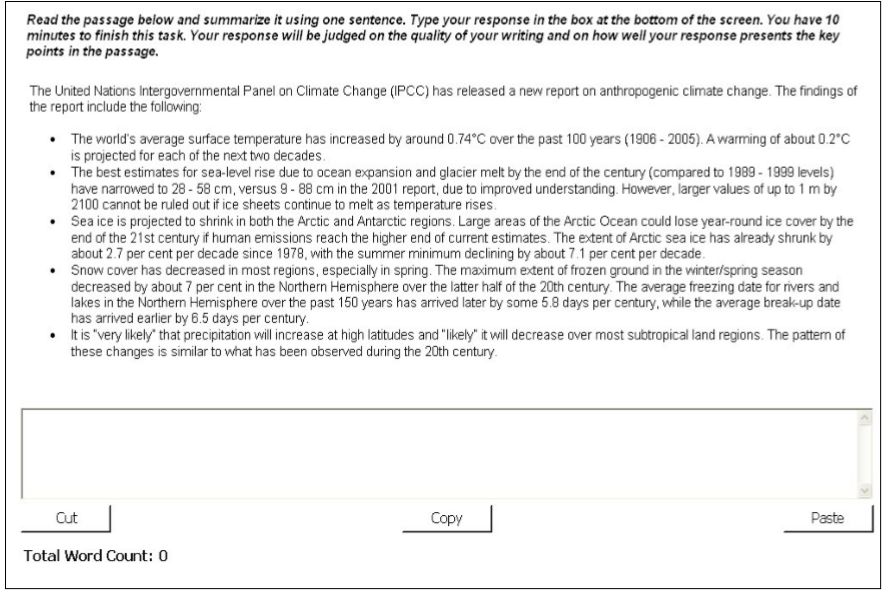 Read the passage below and summarize it using one sentence. Type your response in the box at the bottom of the screen. You have 10
minutes to finish this task. Your response will be judged on the quality of your writing and on how well your response presents the key
points in the passage.
The United Nations Intergovernmental Panel on Climate Change (IPCC) has released a new report on anthropogenic climate change. The findings of
the report include the following:
• The world's average surface temperature has increased by around 0.74°C over the past 100 years (1906 - 2005). A warming of about 0.2°C
is projected for each of the next two decades.
• The best estimates for sea-level rise due to ocean expansion and glacier melt by the end of the century (compared to 1989 - 1999 levels)
have narrowed to 28 - 58 cm, versus 9 - 88 cm in the 2001 report, due to improved understanding. However, larger values of up to 1 m by
2100 cannot be ruled out if ice sheets continue to melt as temperature rises.
• Sea ice is projected to shrink in both the Arctic and Antarctic regions. Large areas of the Arctic Ocean could lose year-round ice cover by the
end of the 21st century if human emissions reach the higher end of current estimates. The extent of Arctic sea ice has already shrunk by
about 2.7 per cent per decade since 1978, with the summer minimum declining by about 7.1 per cent per decade.
• Snow cover has decreased in most regions, especially in spring. The maximum extent of frozen ground in the winter/spring season
decreased by about 7 per cent in the Northern Hemisphere over the latter half of the 20th century. The average freezing date for rivers and
lakes in the Northern Hemisphere over the past 150 years has arrived later by some 5.8 days per century, while the average break-up date
has arrived earlier by 6.5 days per century.
• It is "very likely" that precipitation will increase at high latitudes and "likely" it will decrease over most subtropical land regions. The pattern of
these changes is similar to what has been observed during the 20th century.
Cut
Copy
Paste
Total Word Count: 0